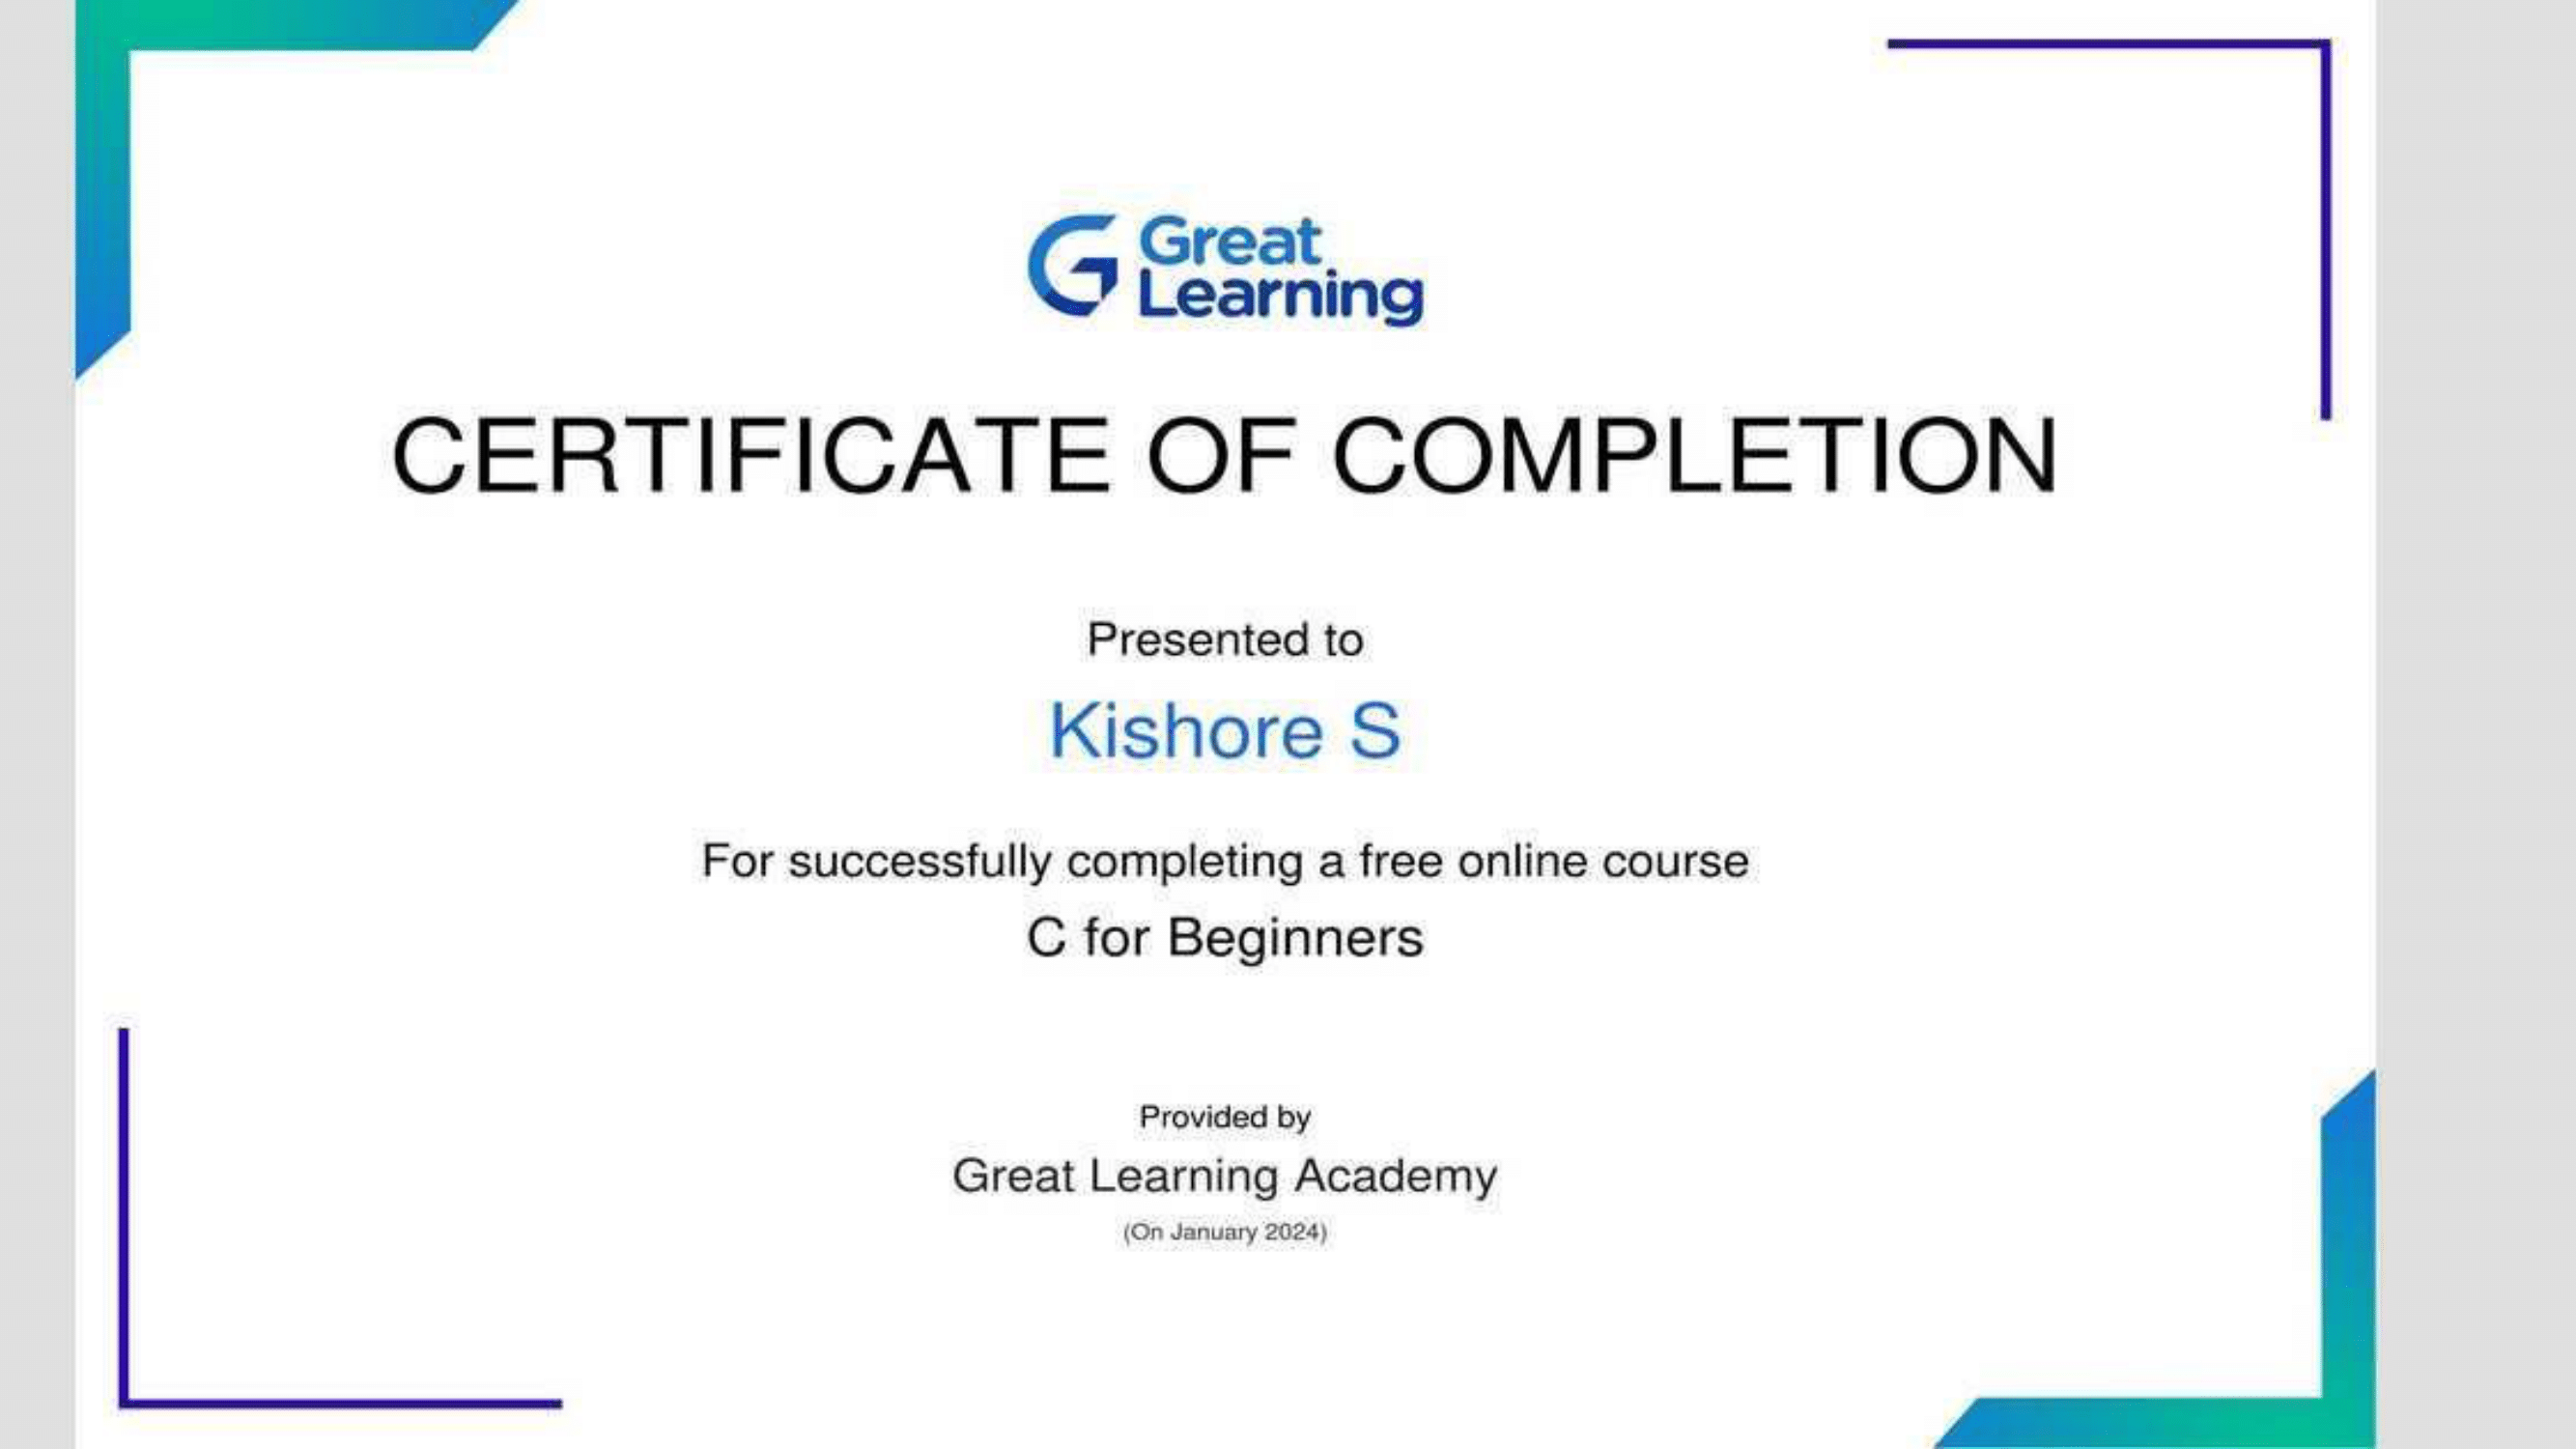 Great
Learning
CERTIFICATE OF COMPLETION
Presented to
Kishore S
For successfully completing a free online course
C for Beginners
Provided by
Great Learning Academy
(On January 2024)